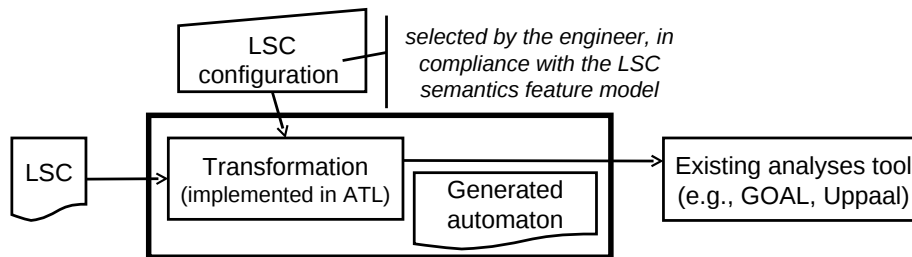 LSC
configuration
selected by the engineer, in
compliance with the LSC
semantics feature model
LSC
Transformation
(implemented in ATL)
Generated
automaton
Existing analyses tool
(e.g., GOAL, Uppaal)